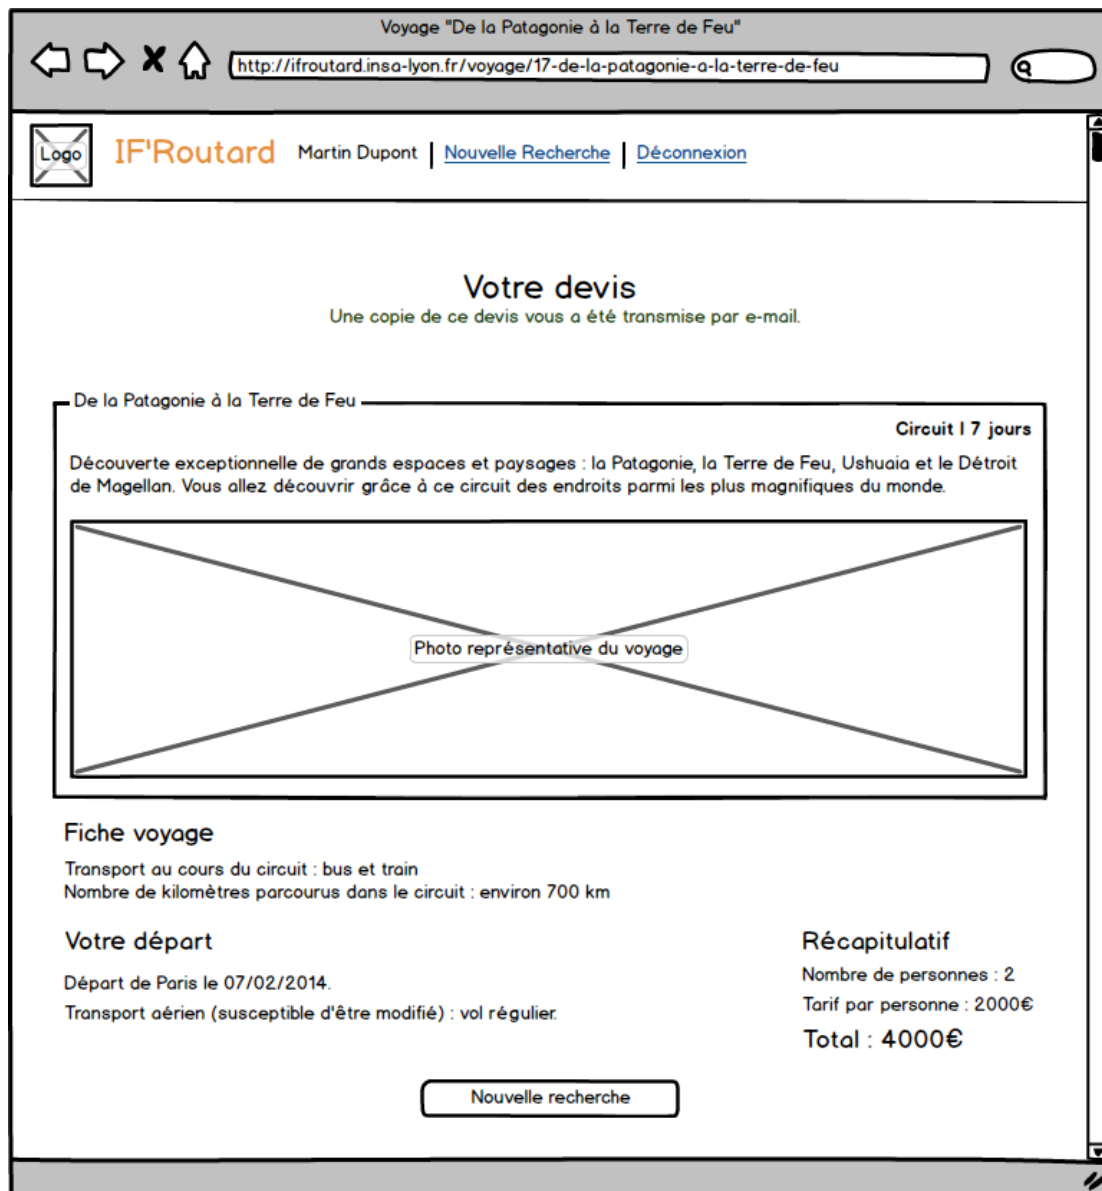 Voyage "De la Patagonie à la Terre de Feu"
http://ifroutard.insa-lyon.fr/voyage/17-de-la-patagonie-a-la-terre-de-feu
Logo
IF'Routard
Martin Dupont | Nouvelle Recherche | Déconnexion
Votre devis
Une copie de ce devis vous a été transmise par e-mail.
De la Patagonie à la Terre de Feu
Circuit | 7 jours
Découverte exceptionnelle de grands espaces et paysages : la Patagonie, la Terre de Feu, Ushuaia et le Détroit
de Magellan. Vous allez découvrir grâce à ce circuit des endroits parmi les plus magnifiques du monde.
Photo représentative du voyage
Fiche voyage
Transport au cours du circuit : bus et train
Nombre de kilomètres parcourus dans le circuit : environ 700 km
Votre départ
Départ de Paris le 07/02/2014.
Transport aérien (susceptible d'être modifié) : vol régulier.
Récapitulatif
Nombre de personnes : 2
Tarif par personne : 2000€
Total : 4000€
Nouvelle recherche